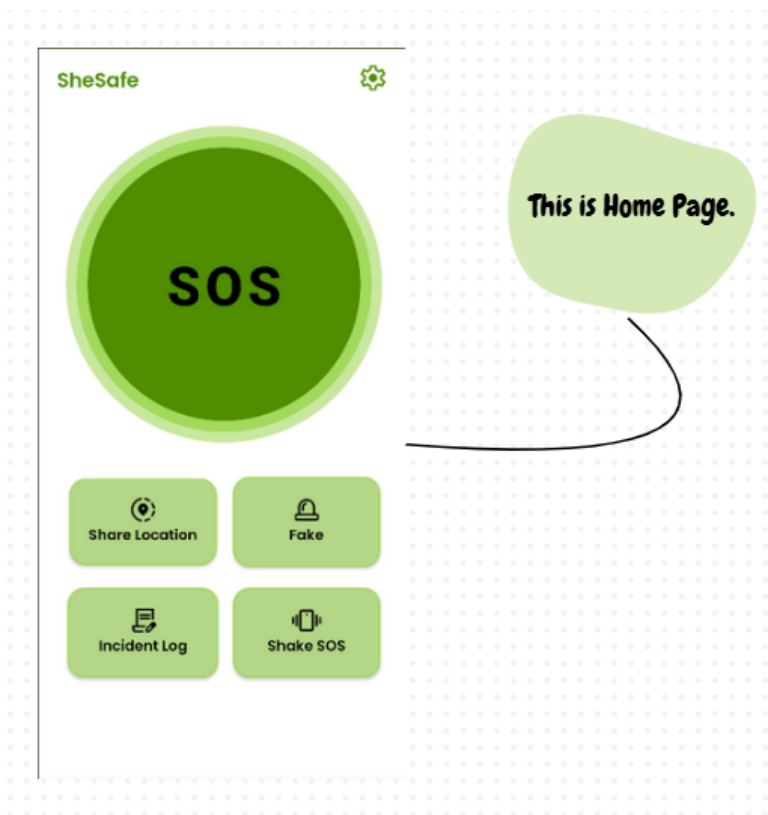 SheSafe
SOS
This is Home Page.
Share Location
Fake
Incident Log
Shake SOS